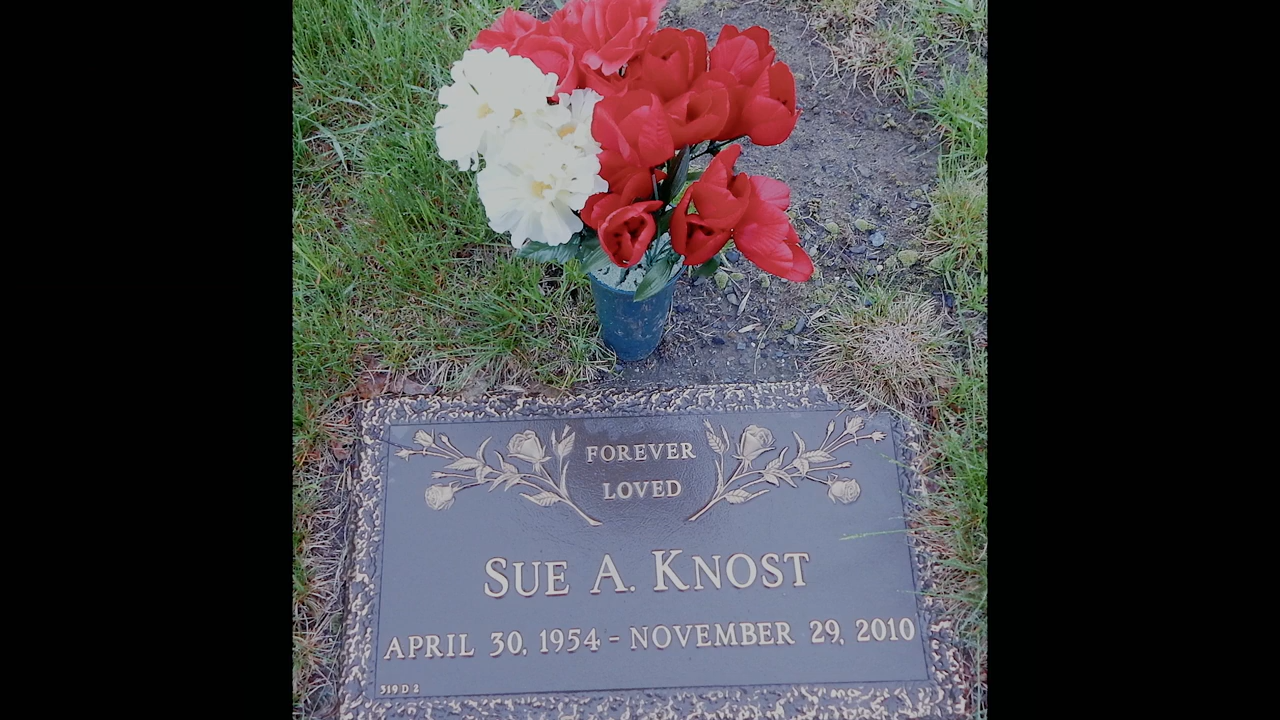 FOREVER
LOVED
SUE A. KNOST
APRIL 30, 1954 - NOVEMBER 29, 2010
319 D 2